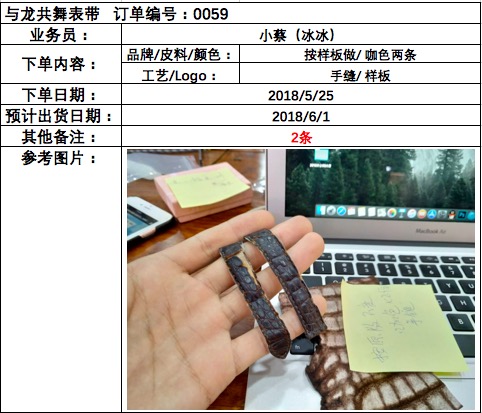 与龙共舞表带 订单编号：0059
业务员： 小蔡（冰冰）
下单内容： 品牌/皮料/颜色： 按样板做/ 咖色两条
工艺/Logo： 手缝/ 样板
下单日期： 2018/5/25
预计出货日期： 2018/6/1
其他备注： 2条
参考图片：
MacBook Air